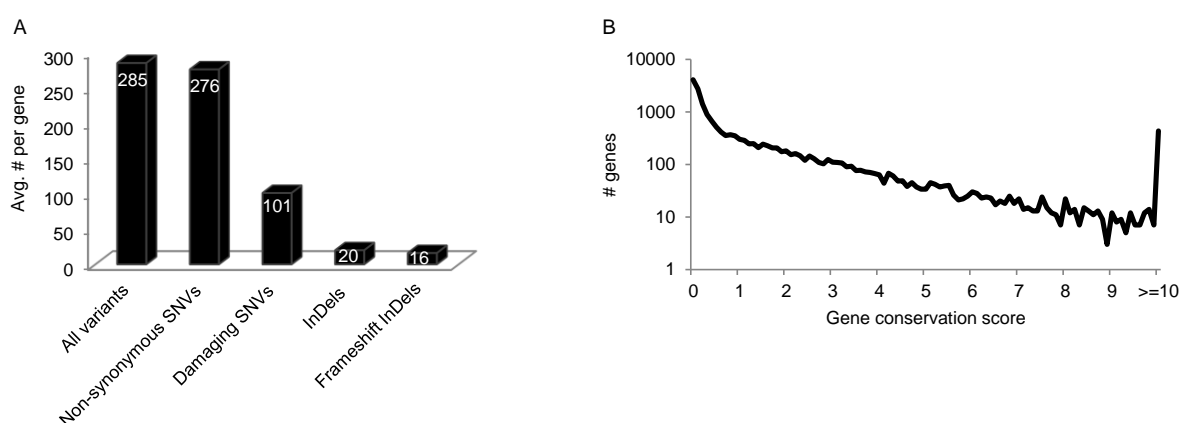 A
Avg. # per gene
300
250
200
150
100
50
0
285
276
101
20
16
All variants
Non-synonymous SNVs
Damaging SNVs
InDels
Frameshift InDels
B
# genes
10000
1000
100
10
1
0 1 2 3 4 5 6 7 8 9 >=10
Gene conservation score